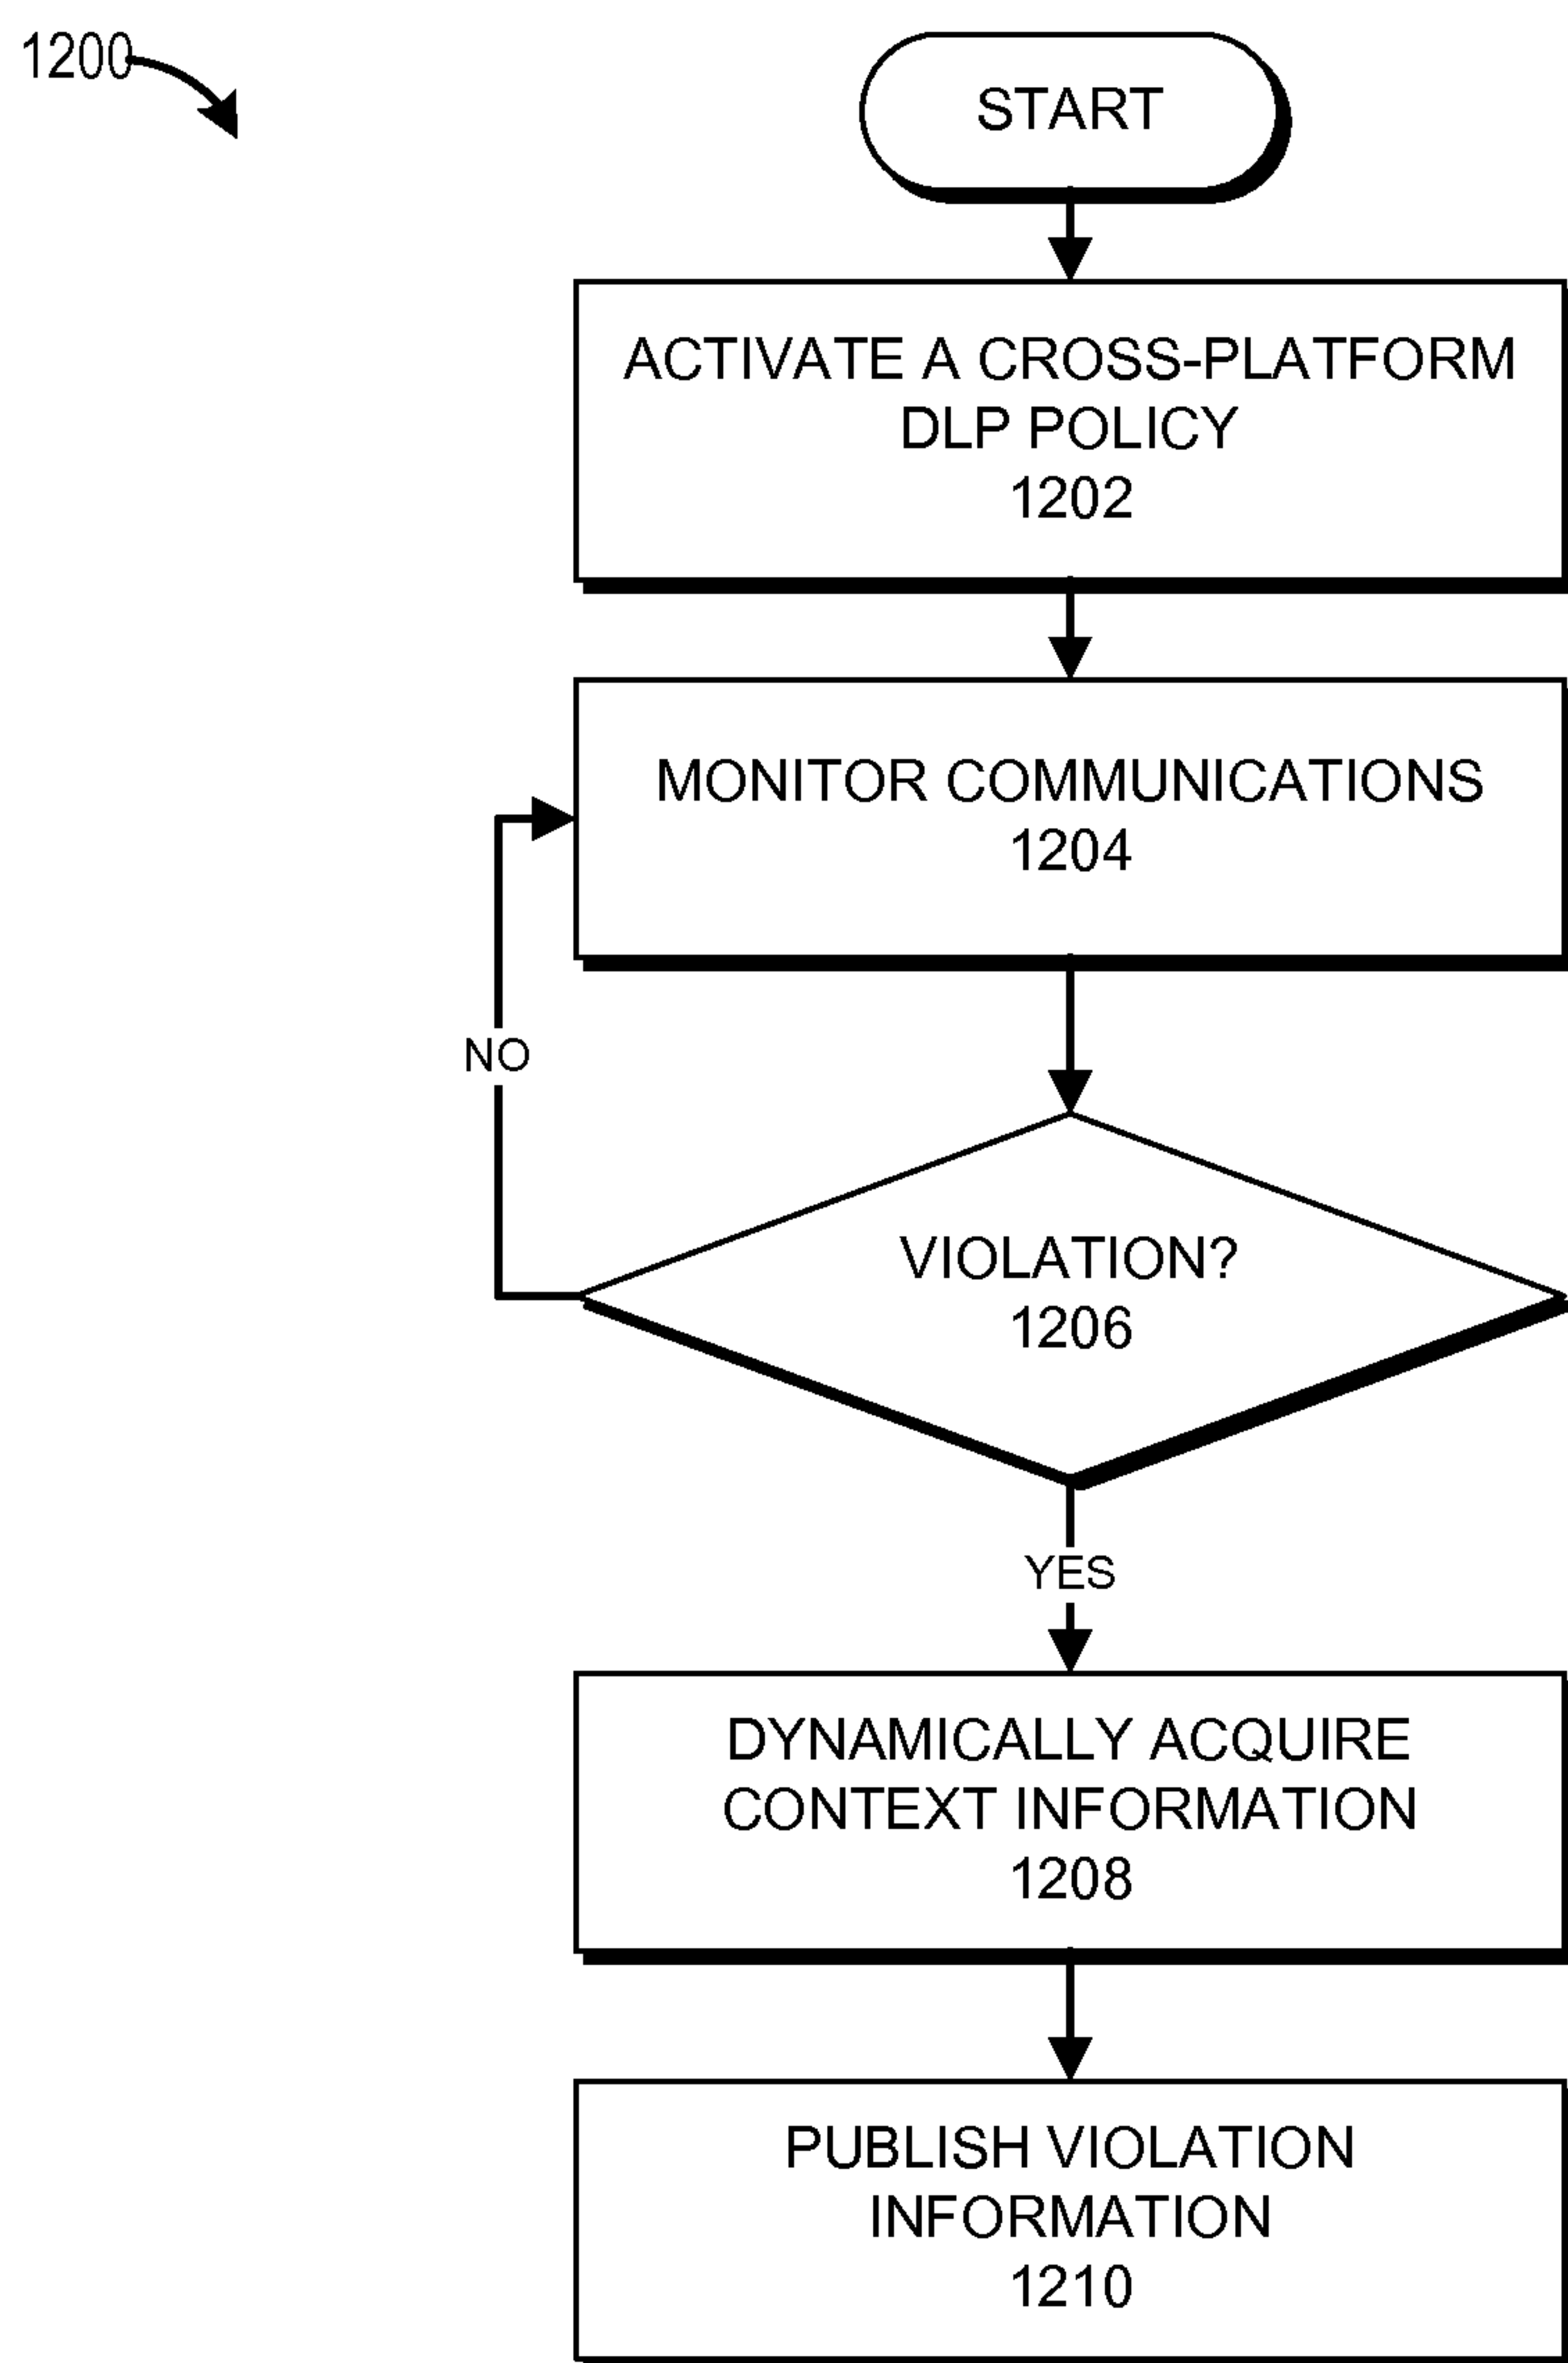 1200
START
ACTIVATE A CROSS-PLATFORM
DLP POLICY
1202
MONITOR COMMUNICATIONS
1204
NO
VIOLATION?
1206
YES
DYNAMICALLY ACQUIRE
CONTEXT INFORMATION
1208
PUBLISH VIOLATION
INFORMATION
1210